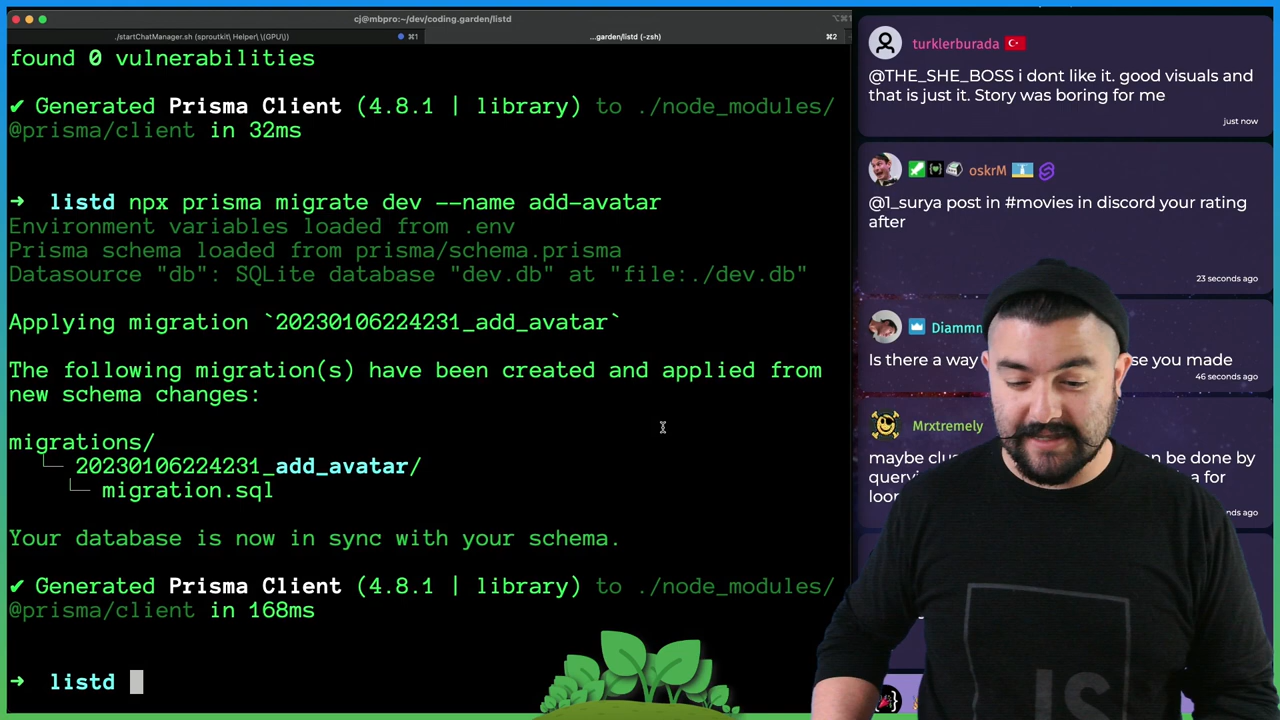 cj@mbpro:~/dev/coding.garden/listd
./startChatManager.sh (sproutkit\ Helper\ \(GPU\))
⌘1
...garden/listd (-zsh)
⌘2
found 0 vulnerabilities
✔ Generated Prisma Client (4.8.1 | library) to ./node_modules/
@prisma/client in 32ms
➜ listd npx prisma migrate dev --name add-avatar
Environment variables loaded from .env
Prisma schema loaded from prisma/schema.prisma
Datasource "db": SQLite database "dev.db" at "file:./dev.db"
Applying migration `20230106224231_add_avatar`
The following migration(s) have been created and applied from
new schema changes:
migrations/
└─ 20230106224231_add_avatar/
└─ migration.sql
Your database is now in sync with your schema.
✔ Generated Prisma Client (4.8.1 | library) to ./node_modules/
@prisma/client in 168ms
➜ listd
turklerburada
@THE_SHE_BOSS i dont like it. good visuals and
that is just it. Story was boring for me
just now
oskrM
@1_surya post in #movies in discord your rating
after
23 seconds ago
Diammn
Is there a way se you made
46 seconds ago
Mrxtremely
maybe clu n be done by
query a for
loo
ds ago
JS